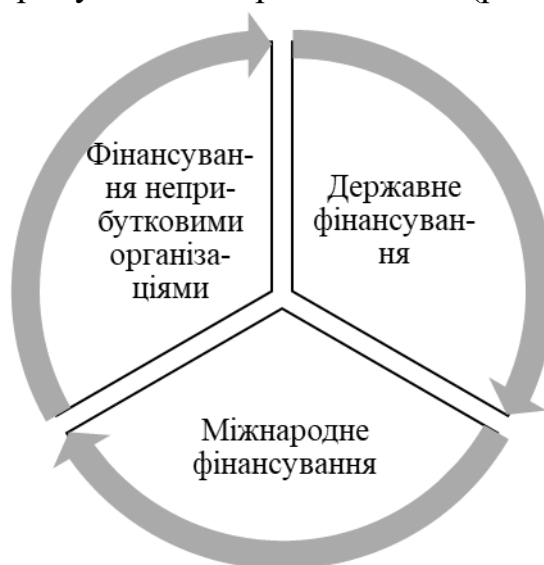 Фінансуван-
ня непри-
бутковими
організа-
ціями
Державне
фінансуван-
ня
Міжнародне
фінансування